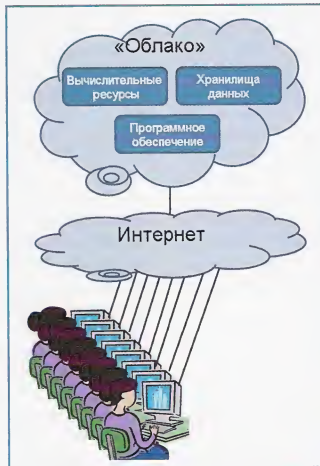 «Облако»
Вычислительные
ресурсы
Хранилища
данных
Программное
обеспечение
Интернет